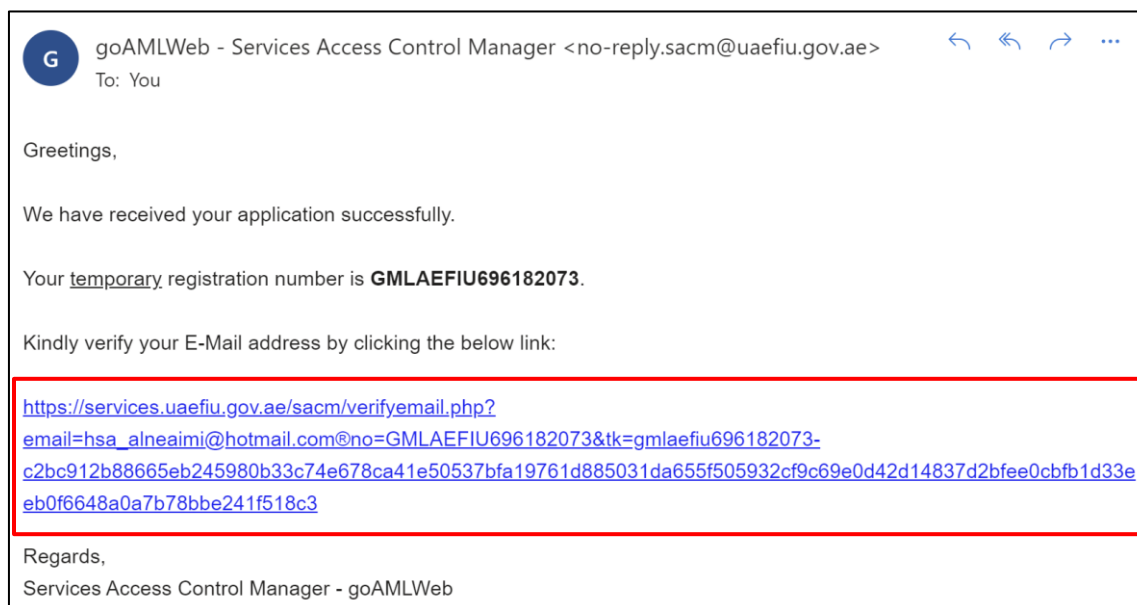 G
goAMLWeb - Services Access Control Manager <no-reply.sacm@uaefiu.gov.ae>
To: You
Greetings,
We have received your application successfully.
Your temporary registration number is GMLAEFIU696182073.
Kindly verify your E-Mail address by clicking the below link:
https://services.uaefiu.gov.ae/sacm/verifyemail.php?
email=hsa_alneaimi@hotmail.com®no=GMLAEFIU696182073&tk=gmlaefiu696182073-
c2bc912b88665eb245980b33c74e678ca41e50537bfa19761d885031da655f505932cf9c69e0d42d14837d2bfee0cbfb1d33e
eb0f6648a0a7b78bbe241f518c3
Regards,
Services Access Control Manager - goAMLWeb